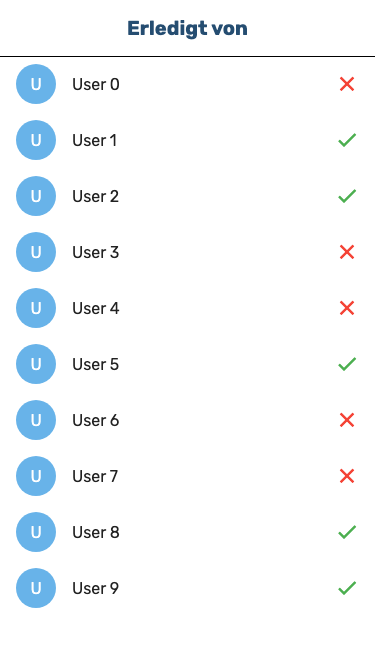 Erledigt von
U User 0
U User 1
U User 2
U User 3
U User 4
U User 5
U User 6
U User 7
U User 8
U User 9